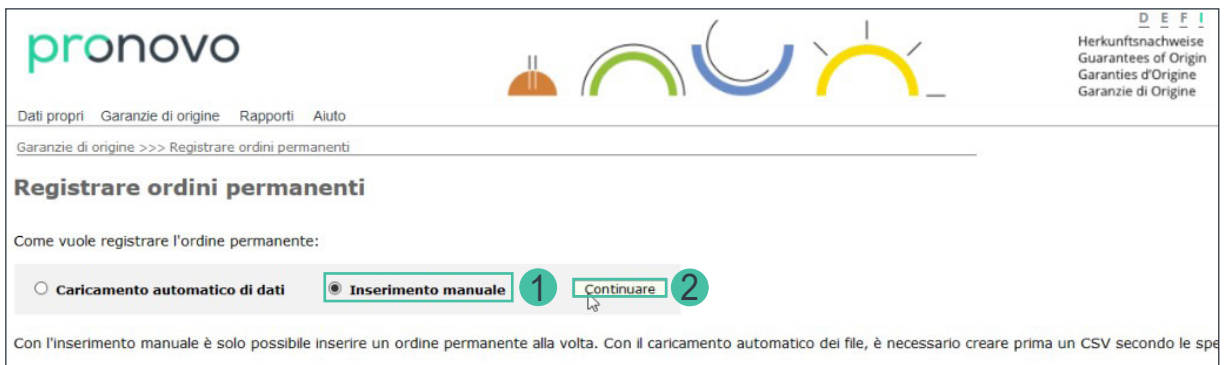 D E F I
pronovo
Herkunftsnachweise
Guarantees of Origin
Garanties d'Origine
Garanzie di Origine
Dati propri Garanzie di origine Rapporti Aiuto
Garanzie di origine >>> Registrare ordini permanenti
Registrare ordini permanenti
Come vuole registrare l'ordine permanente:
Caricamento automatico di dati Inserimento manuale 1 Continuare 2
Con l'inserimento manuale è solo possibile inserire un ordine permanente alla volta. Con il caricamento automatico dei file, è necessario creare prima un CSV secondo le spe